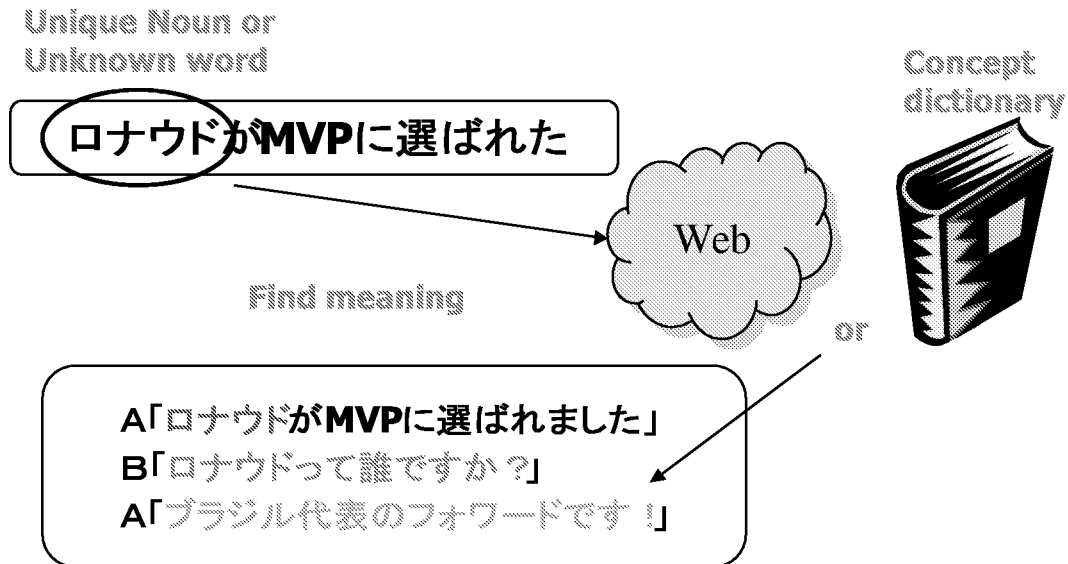 Unique Noun or
Unknown word
Concept
dictionary
ロナウドがMVPに選ばれた
Web
Find meaning
or
A「ロナウドがMVPに選ばれました」
B「ロナウドって誰ですか？」
A「ブラジル代表のフォワードです！」